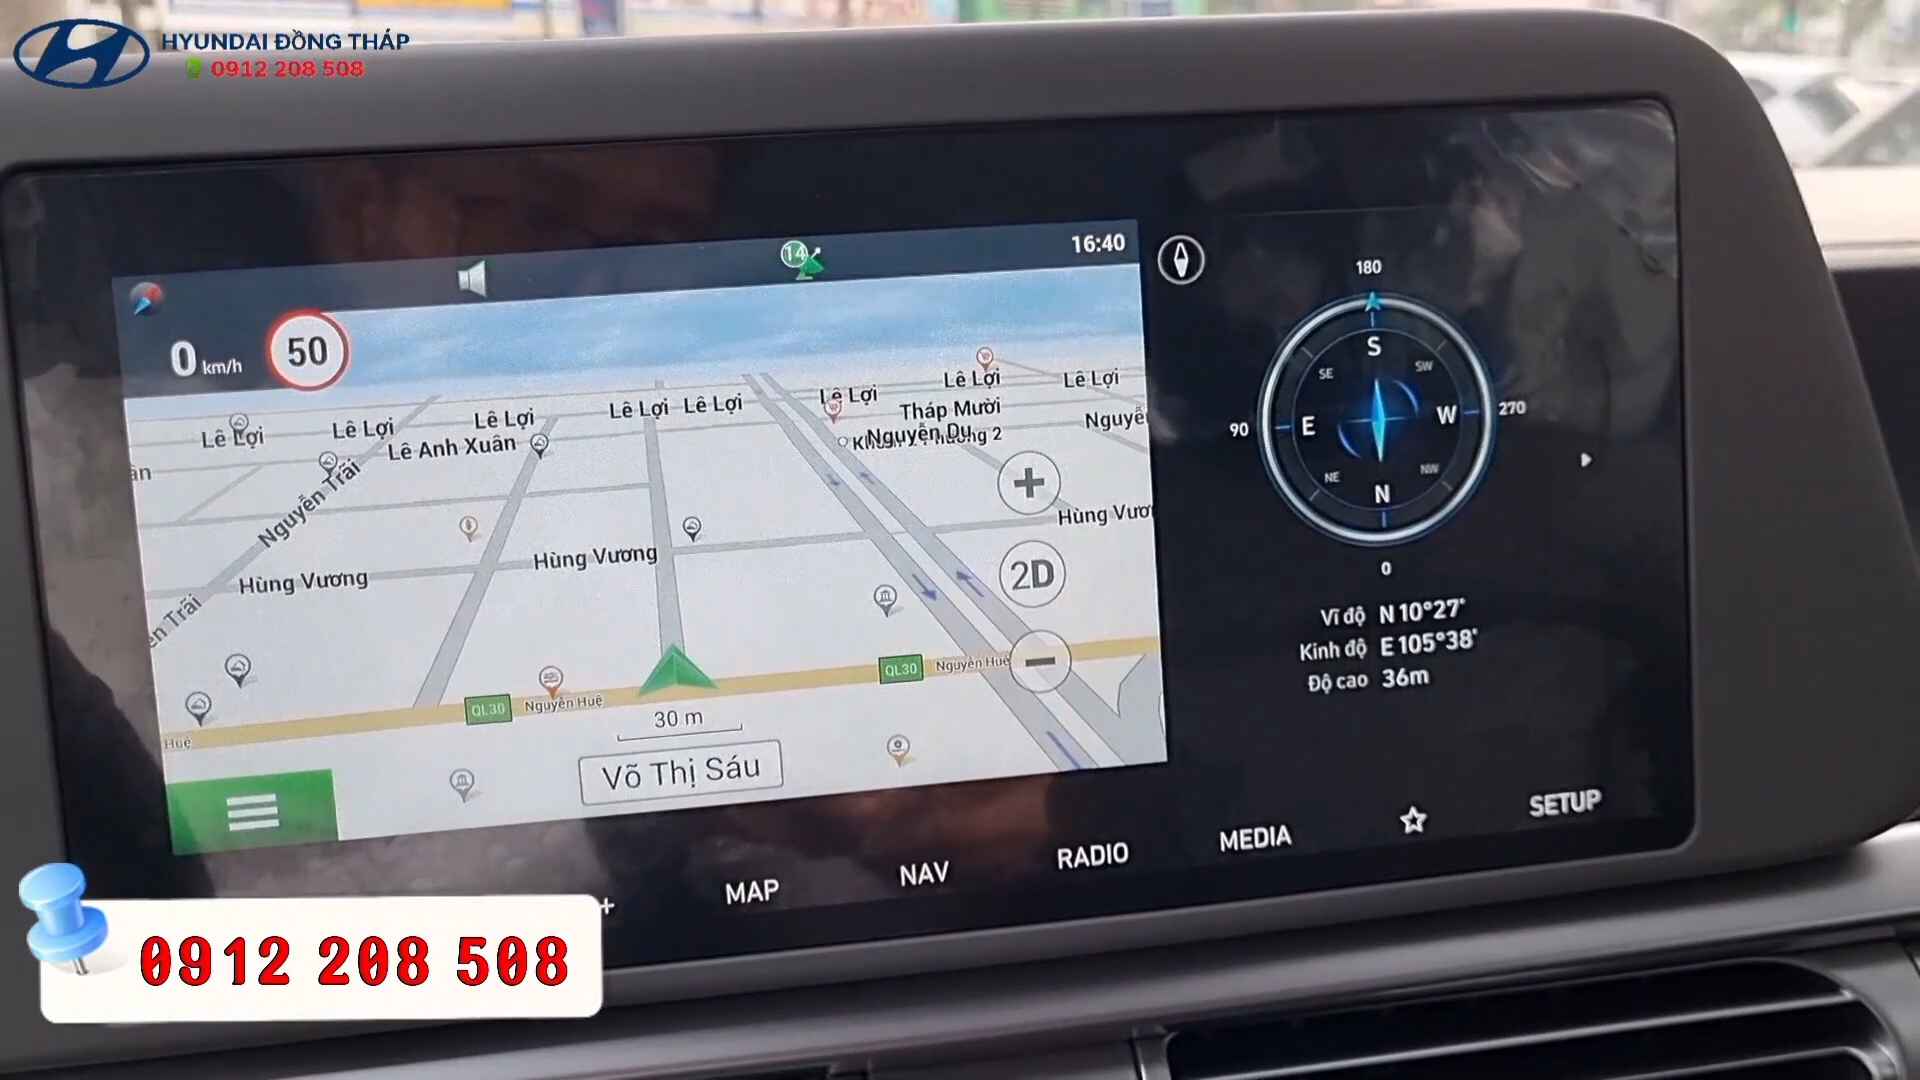 HYUNDAI ĐỒNG THÁP
0912 208 508
16:40
14
0 km/h
50
180
S
SE
SW
E
W
90
270
NE
NW
N
0
Lê Lợi
Lê Lợi
Lê Lợi
Lê Lợi
Lê Lợi
Lê Lợi
Lê Lợi
Lê Lợi
Tháp Mười
Nguyễn Du
Lê Anh Xuân
Nguyễn Trãi
Hùng Vương
Hùng Vương
2D
QL30
Nguyễn Huệ
QL30
Nguyễn Huệ
Huệ
30 m
Võ Thị Sáu
Vĩ độ N 10°27'
Kinh độ E 105°38'
Độ cao 36m
MAP
NAV
RADIO
MEDIA
SETUP
0912 208 508